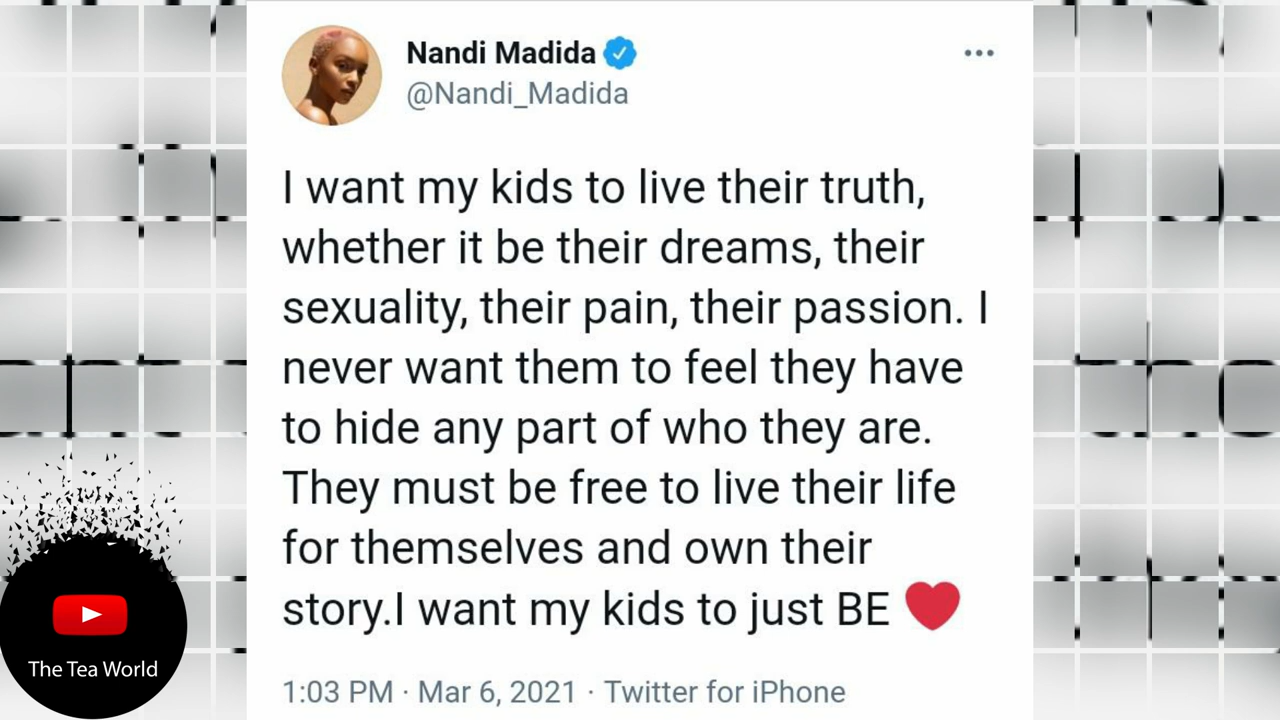 Nandi Madida
@Nandi_Madida
I want my kids to live their truth,
whether it be their dreams, their
sexuality, their pain, their passion. I
never want them to feel they have
to hide any part of who they are.
They must be free to live their life
for themselves and own their
story.I want my kids to just BE ❤️
1:03 PM · Mar 6, 2021 · Twitter for iPhone
The Tea World